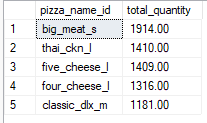 pizza_name_id total_quantity
1 big_meat_s 1914.00
2 thai_ckn_l 1410.00
3 five_cheese_l 1409.00
4 four_cheese_l 1316.00
5 classic_dlx_m 1181.00